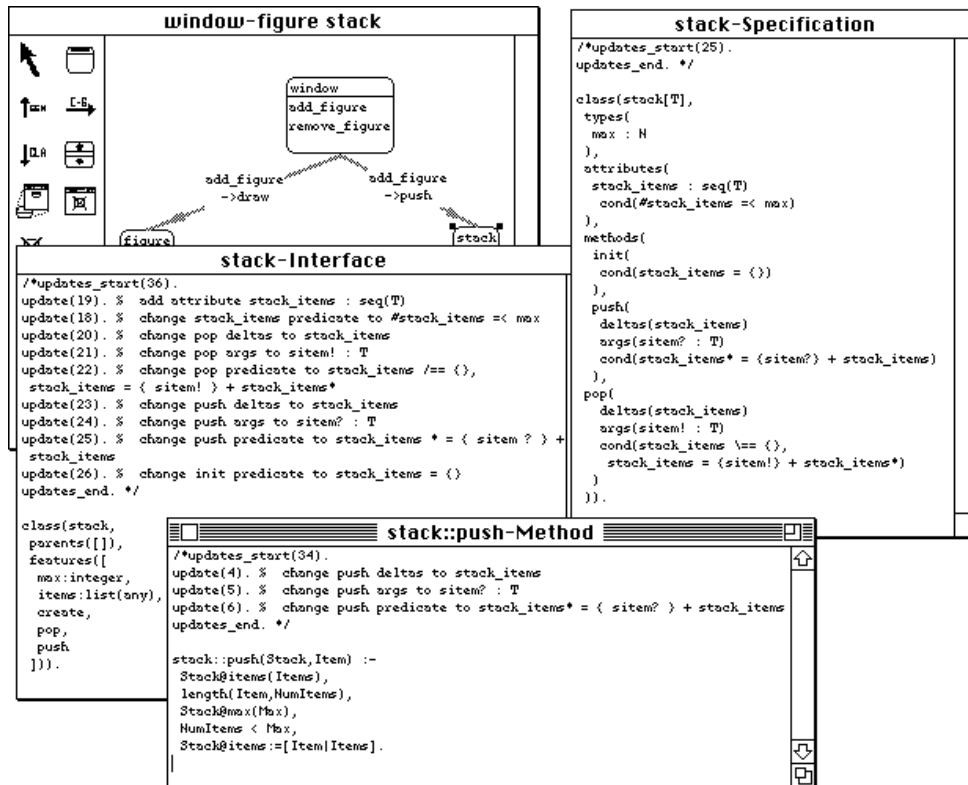 window-figure stack
window
add_figure
remove_figure
add_figure
->draw
add_figure
->push
figure
stack
C-G
CLA
stack-Specification
/*updates_start(25).
updates_end. */
class(stack[T],
types(
max : N
),
attributes(
stack_items : seq(T)
cond(#stack_items =< max)
),
methods(
init(
cond(stack_items = {})
),
push(
deltas(stack_items)
args(sitem? : T)
cond(stack_items* = {sitem?} + stack_items)
),
pop(
deltas(stack_items)
args(sitem! : T)
cond(stack_items \== {},
stack_items = {sitem!} + stack_items*)
)
)).
stack-Interface
/*updates_start(36).
update(19). % add attribute stack_items : seq(T)
update(18). % change stack_items predicate to #stack_items =< max
update(20). % change pop deltas to stack_items
update(21). % change pop args to sitem! : T
update(22). % change pop predicate to stack_items /== {},
stack_items = { sitem! } + stack_items*
update(23). % change push deltas to stack_items
update(24). % change push args to sitem? : T
update(25). % change push predicate to stack_items * = { sitem ? } +
stack_items
update(26). % change init predicate to stack_items = {}
updates_end. */
class(stack,
parents([]),
features([
max:integer,
items:list(any),
create,
pop,
push
])).
stack::push-Method
/*updates_start(34).
update(4). % change push deltas to stack_items
update(5). % change push args to sitem? : T
update(6). % change push predicate to stack_items* = { sitem? } + stack_items
updates_end. */
stack::push(Stack,Item) :-
Stack@items(Items),
length(Item,NumItems),
Stack@max(Max),
NumItems < Max,
Stack@items:=[Item|Items].